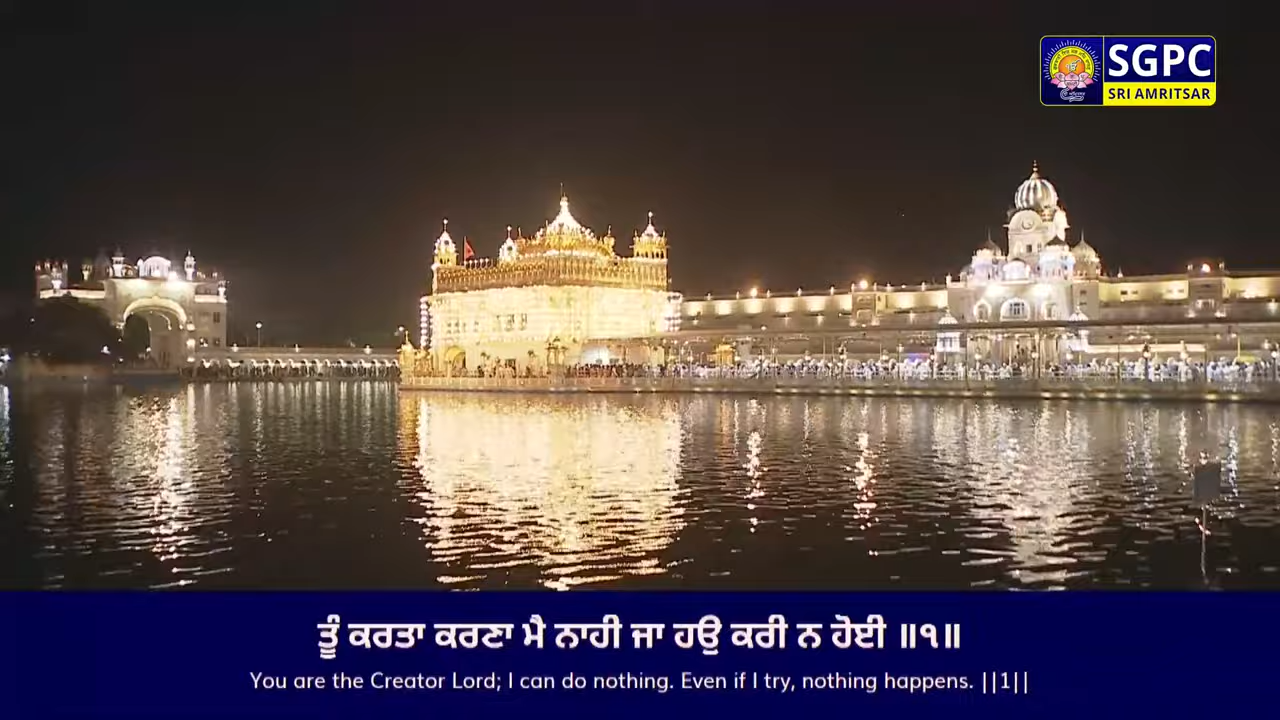 SGPC
SRI AMRITSAR
ਤੂੰ ਕਰਤਾ ਕਰਣਾ ਮੈ ਨਾਹੀ ਜਾ ਹਉ ਕਰੀ ਨ ਹੋਈ ॥੧॥
You are the Creator Lord; I can do nothing. Even if I try, nothing happens. ||1||